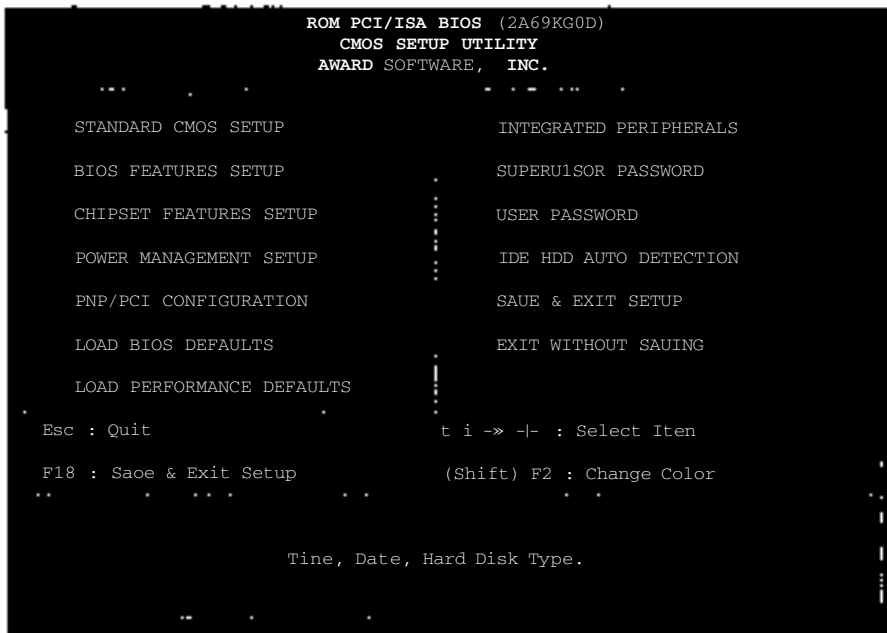 ROM PCI/ISA BIOS (2A69KG0D)
CMOS SETUP UTILITY
AWARD SOFTWARE, INC.
STANDARD CMOS SETUP
BIOS FEATURES SETUP
CHIPSET FEATURES SETUP
POWER MANAGEMENT SETUP
PNP/PCI CONFIGURATION
LOAD BIOS DEFAULTS
LOAD PERFORMANCE DEFAULTS
INTEGRATED PERIPHERALS
SUPERU1SOR PASSWORD
USER PASSWORD
IDE HDD AUTO DETECTION
SAUE & EXIT SETUP
EXIT WITHOUT SAUING
Esc : Quit
F18 : Saoe & Exit Setup
t i -» -|- : Select Iten
(Shift) F2 : Change Color
Tine, Date, Hard Disk Type.